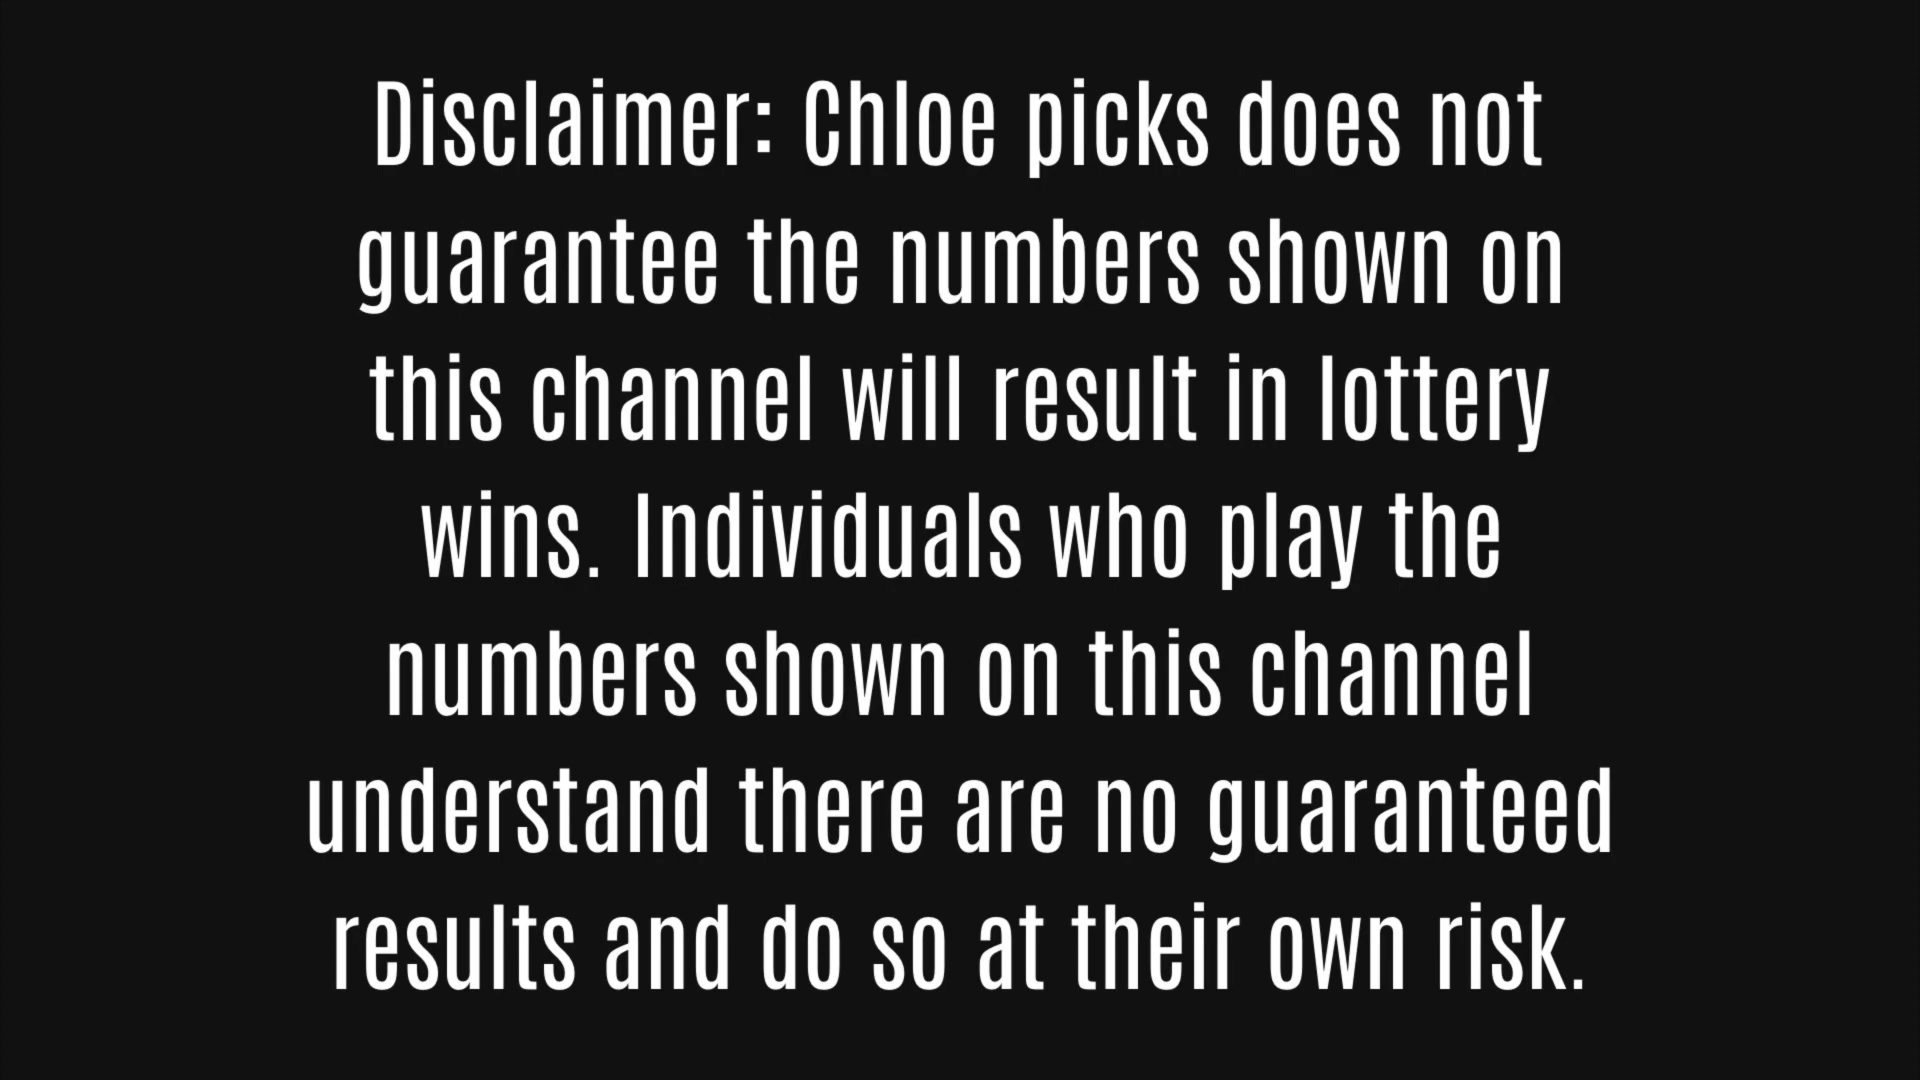 Disclaimer: Chloe picks does not
guarantee the numbers shown on
this channel will result in lottery
wins. Individuals who play the
numbers shown on this channel
understand there are no guaranteed
results and do so at their own risk.